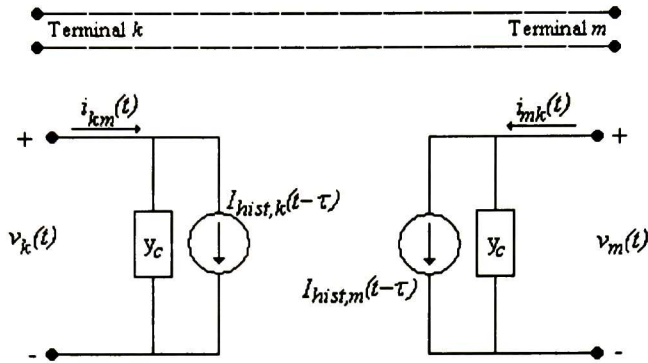 Terminal k Terminal m
i_km(t) i_mk(t)
+ +
I_hist,k(t-τ)
v_k(t) y_c y_c v_m(t)
I_hist,m(t-τ)
- -